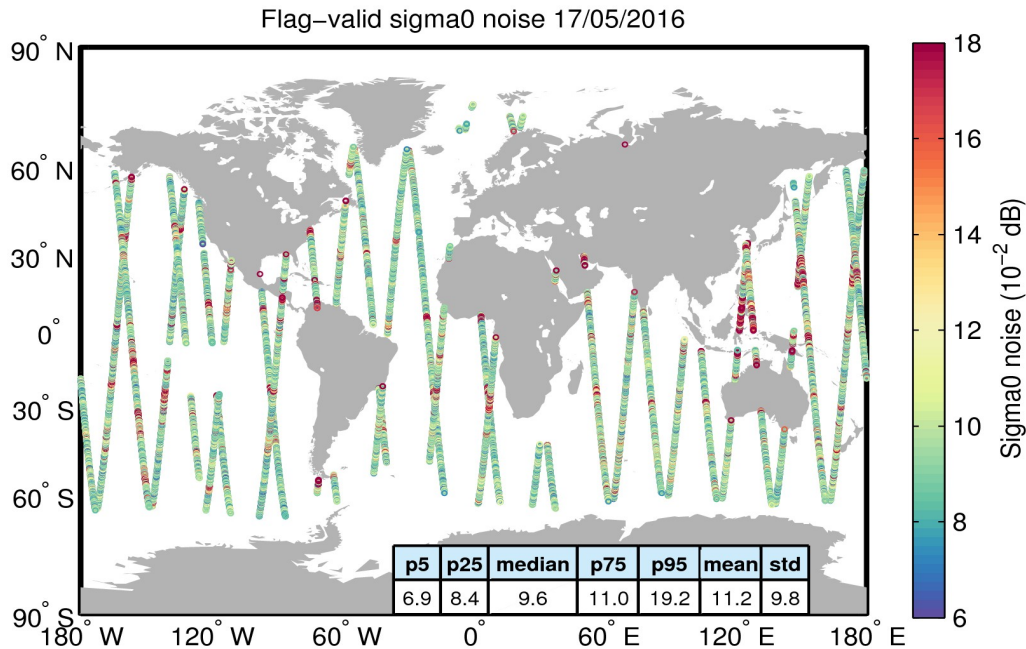 Flag−valid sigma0 noise 17/05/2016
90° N
60° N
30° N
0°
30° S
60° S
90° S
180° W
120° W
60° W
0°
60° E
120° E
180° E
p5 p25 median p75 p95 mean std
6.9 8.4 9.6 11.0 19.2 11.2 9.8
18
16
14
12
10
8
6
Sigma0 noise (10⁻² dB)